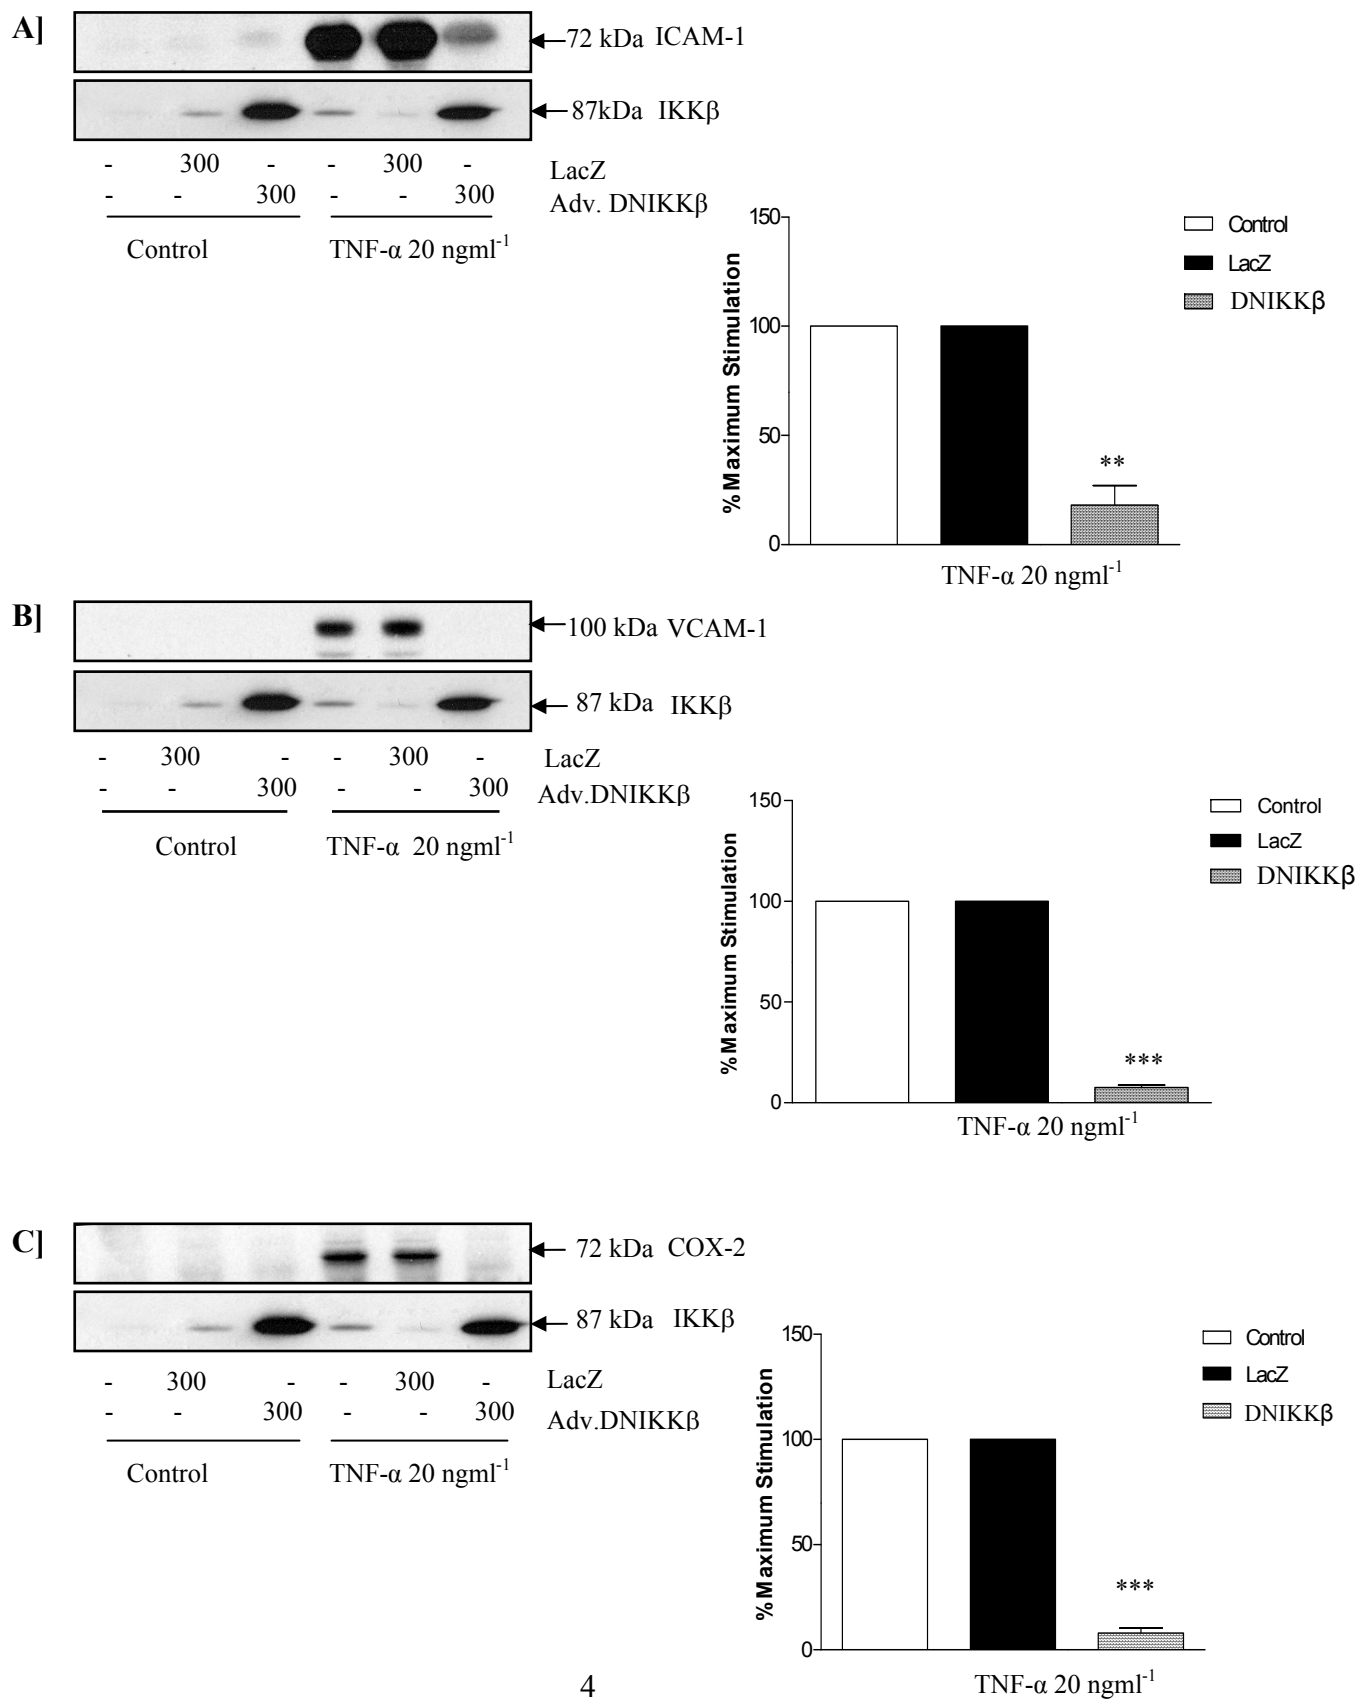 A]
72 kDa ICAM-1
87kDa IKKβ
- 300 - - 300 - LacZ
- - 300 - - 300 Adv. DNIKKβ
Control TNF-α 20 ngml-1
150
100
50
0
%Maximum Stimulation
Control
LacZ
DNIKKβ
**
TNF-α 20 ngml-1
B]
100 kDa VCAM-1
87 kDa IKKβ
- 300 - - 300 - LacZ
- - 300 - - 300 Adv.DNIKKβ
Control TNF-α 20 ngml-1
150
100
50
0
%Maximum Stimulation
Control
LacZ
DNIKKβ
***
TNF-α 20 ngml-1
C]
72 kDa COX-2
87 kDa IKKβ
- 300 - - 300 - LacZ
- - 300 - - 300 Adv.DNIKKβ
Control TNF-α 20 ngml-1
150
100
50
0
%Maximum Stimulation
Control
LacZ
DNIKKβ
***
TNF-α 20 ngml-1
4